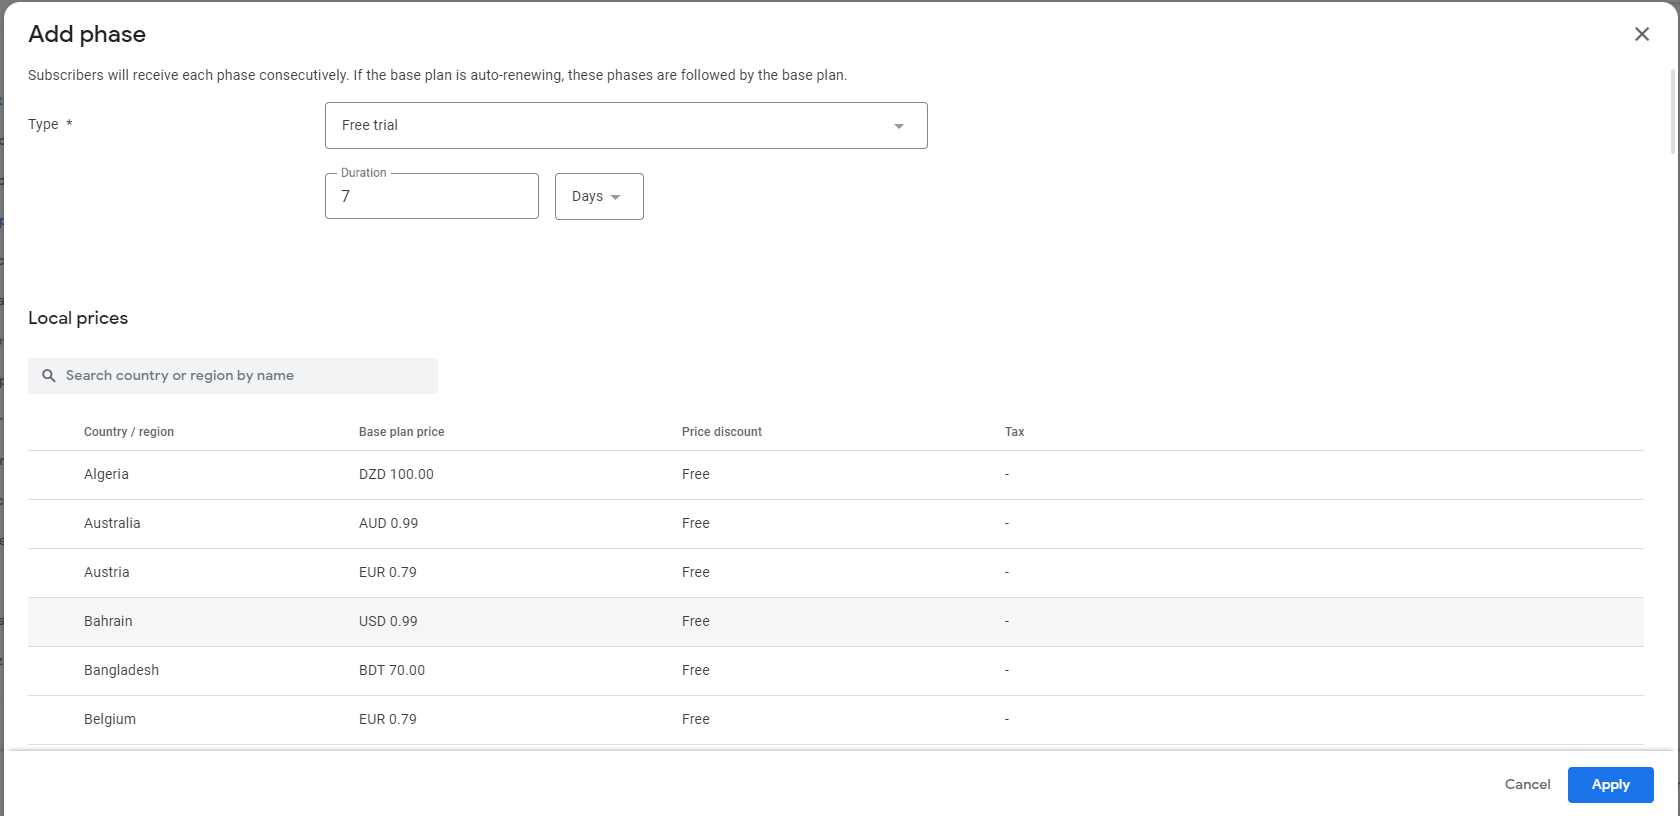 Add phase
Subscribers will receive each phase consecutively. If the base plan is auto-renewing, these phases are followed by the base plan.
Type *
Free trial
Duration
7
Days
Local prices
Search country or region by name
Country / region Base plan price Price discount Tax
Algeria DZD 100.00 Free -
Australia AUD 0.99 Free -
Austria EUR 0.79 Free -
Bahrain USD 0.99 Free -
Bangladesh BDT 70.00 Free -
Belgium EUR 0.79 Free -
Cancel Apply